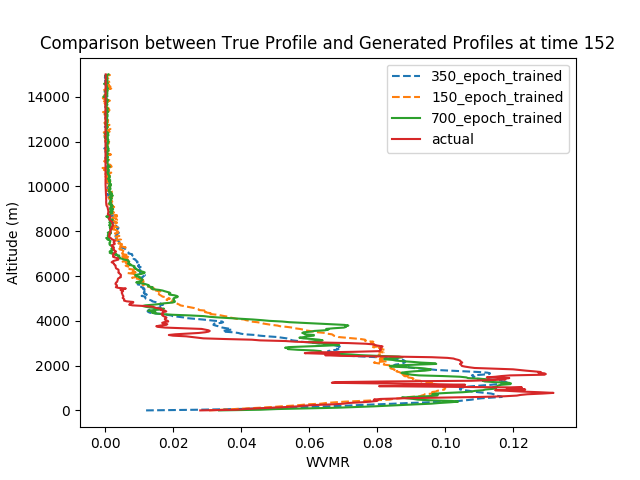 Comparison between True Profile and Generated Profiles at time 152
350_epoch_trained
150_epoch_trained
700_epoch_trained
actual
14000
12000
10000
8000
6000
4000
2000
0
Altitude (m)
0.00 0.02 0.04 0.06 0.08 0.10 0.12
WVMR